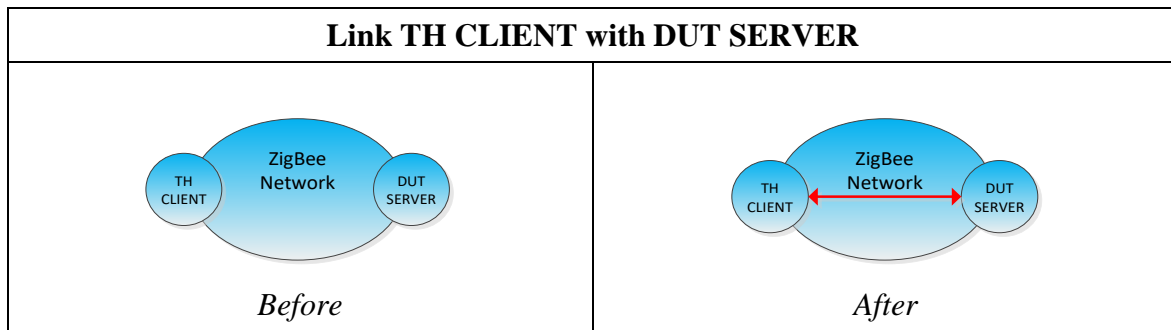 Link TH CLIENT with DUT SERVER
ZigBee
Network
TH
CLIENT
DUT
SERVER
Before
ZigBee
Network
TH
CLIENT
DUT
SERVER
After